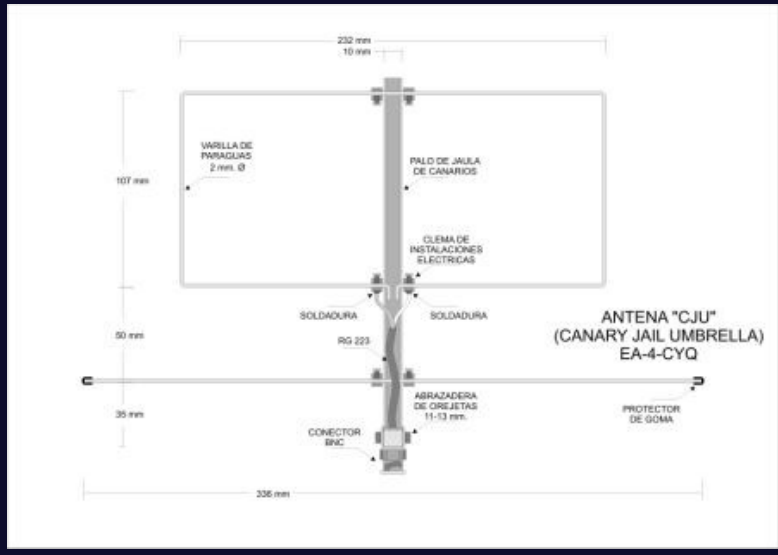 232 mm
10 mm
VARILLA DE
PARAGUAS
2 mm. Ø
PALO DE JAULA
DE CANARIOS
107 mm
CLEMA DE
INSTALACIONES
ELECTRICAS
SOLDADURA
SOLDADURA
ANTENA "CJU"
(CANARY JAIL UMBRELLA)
EA-4-CYQ
50 mm
RG 223
35 mm
ABRAZADERA
DE OREJETAS
11-13 mm.
PROTECTOR
DE GOMA
CONECTOR
BNC
336 mm